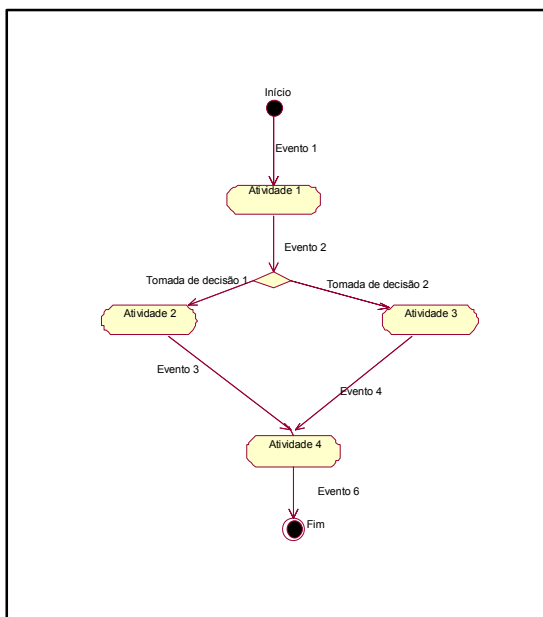 Início
Evento 1
Atividade 1
Evento 2
Tomada de decisão 1
Tomada de decisão 2
Atividade 2
Atividade 3
Evento 3
Evento 4
Atividade 4
Evento 6
Fim